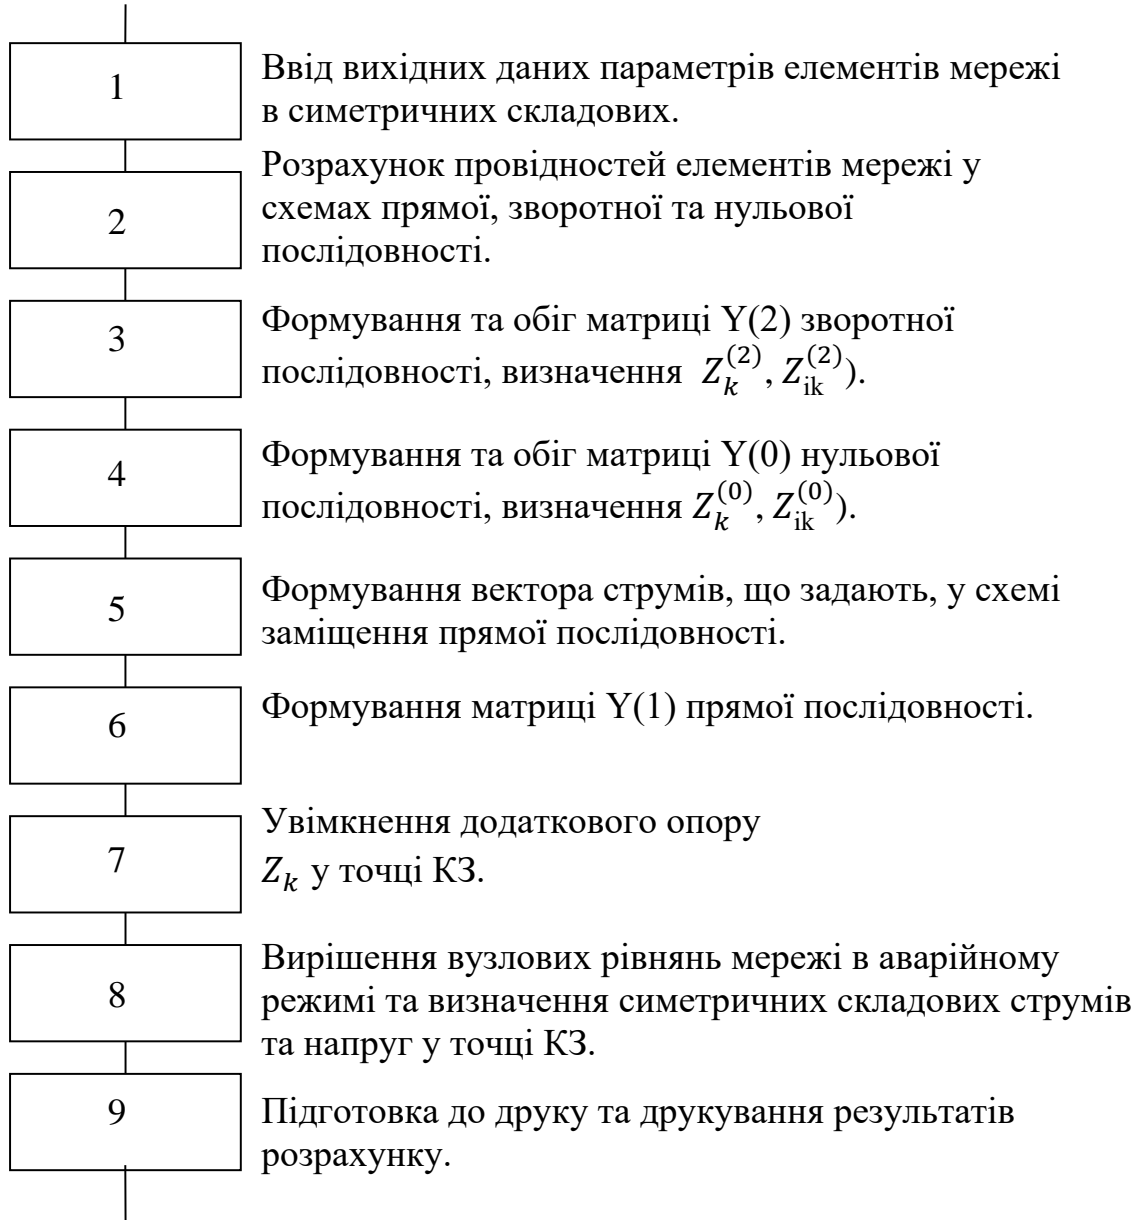 1
Ввід вихідних даних параметрів елементів мережі
в симетричних складових.
2
Розрахунок провідностей елементів мережі у
схемах прямої, зворотної та нульової
послідовності.
3
Формування та обіг матриці Y(2) зворотної
послідовності, визначення $Z_k^{(2)}, Z_{ik}^{(2)}$).
4
Формування та обіг матриці Y(0) нульової
послідовності, визначення $Z_k^{(0)}, Z_{ik}^{(0)}$).
5
Формування вектора струмів, що задають, у схемі
заміщення прямої послідовності.
6
Формування матриці Y(1) прямої послідовності.
7
Увімкнення додаткового опору
$Z_k$ у точці КЗ.
8
Вирішення вузлових рівнянь мережі в аварійному
режимі та визначення симетричних складових струмів
та напруг у точці КЗ.
9
Підготовка до друку та друкування результатів
розрахунку.